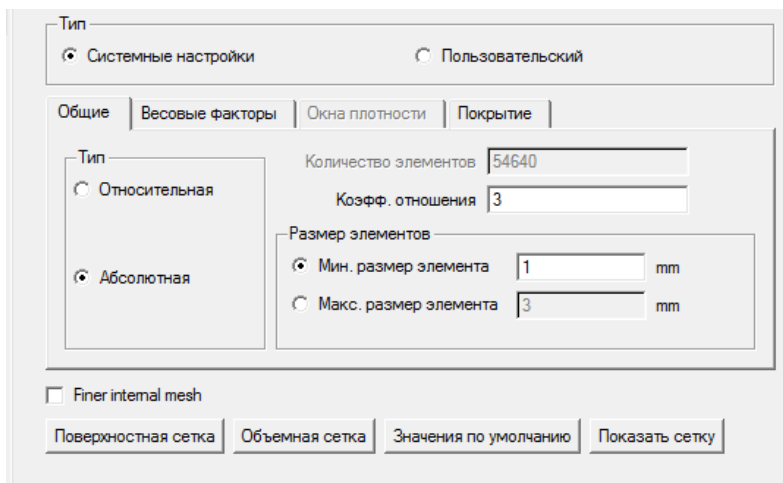 Тип
Системные настройки Пользовательский
Общие Весовые факторы Окна плотности Покрытие
Тип
Количество элементов 54640
Относительная
Коэфф. отношения 3
Размер элементов
Мин. размер элемента 1 mm
Абсолютная
Макс. размер элемента 3 mm
Finer internal mesh
Поверхностная сетка Объемная сетка Значения по умолчанию Показать сетку